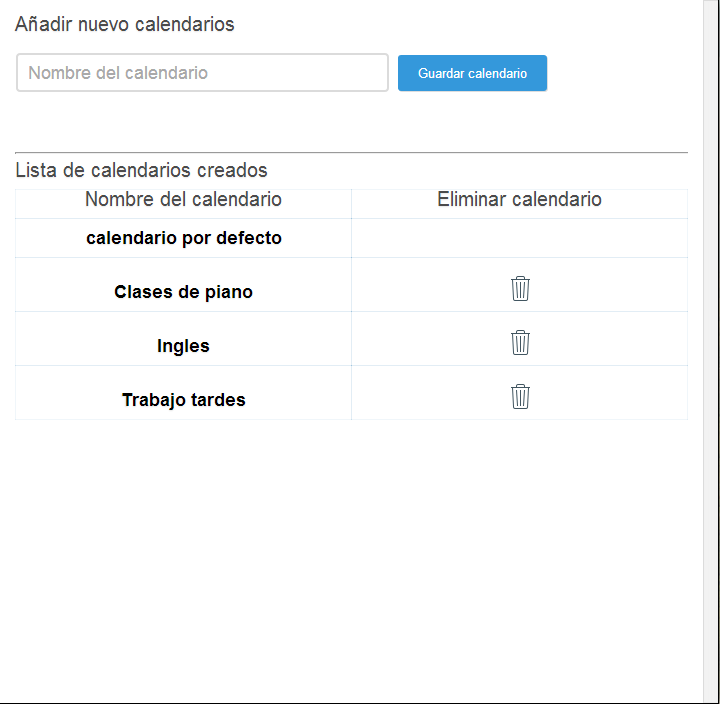 Añadir nuevo calendarios
Nombre del calendario
Guardar calendario
Lista de calendarios creados
Nombre del calendario Eliminar calendario
calendario por defecto
Clases de piano
Ingles
Trabajo tardes